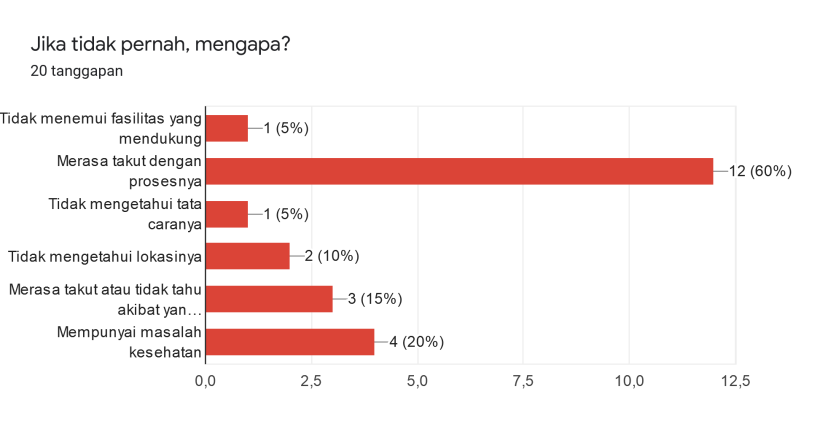 Jika tidak pernah, mengapa?
20 tanggapan
Tidak menemui fasilitas yang
mendukung
1 (5%)
Merasa takut dengan
prosesnya
12 (60%)
Tidak mengetahui tata
caranya
1 (5%)
Tidak mengetahui lokasinya
2 (10%)
Merasa takut atau tidak tahu
akibat yan…
3 (15%)
Mempunyai masalah
kesehatan
4 (20%)
0,0 2,5 5,0 7,5 10,0 12,5